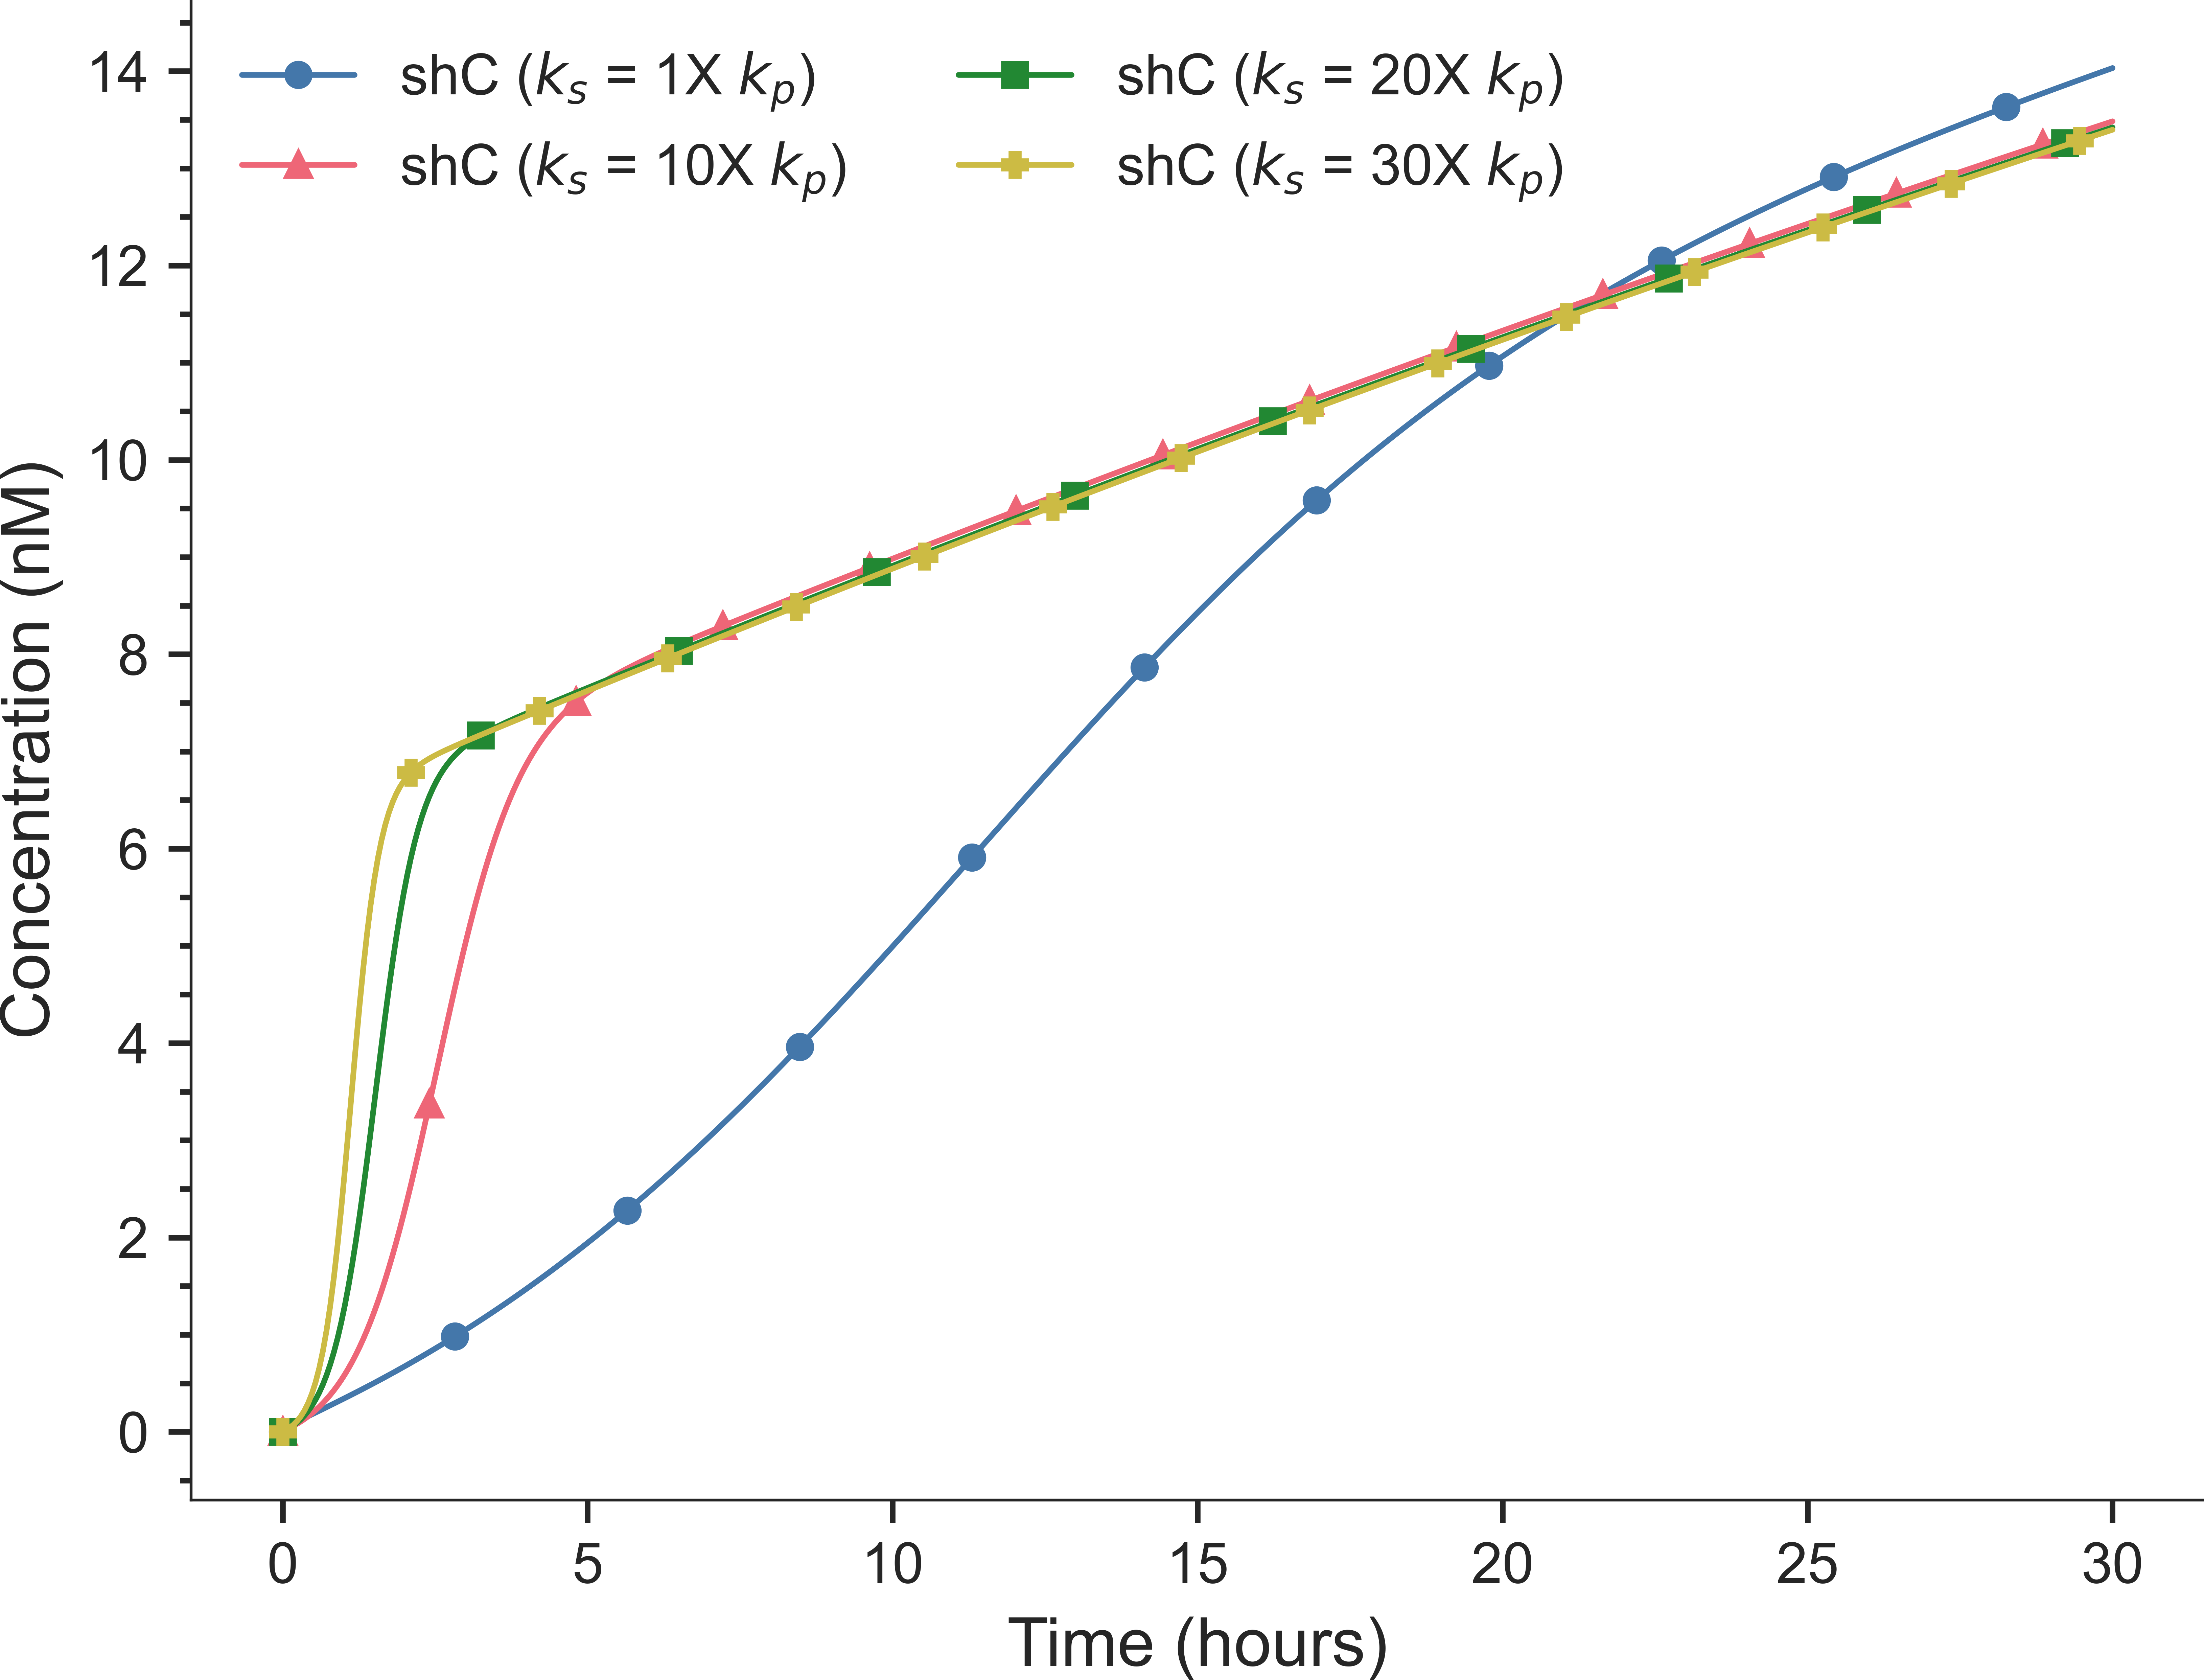 shC (ks = 1X kp)
shC (ks = 20X kp)
shC (ks = 10X kp)
shC (ks = 30X kp)
Concentration (nM)
14
12
10
8
6
4
2
0
0 5 10 15 20 25 30
Time (hours)